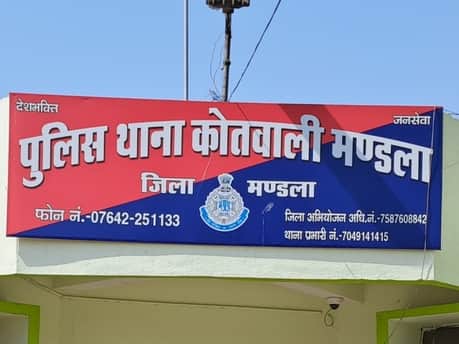 देशभक्ति जनसेवा
पुलिस थाना कोतवाली मण्डला
जिला मण्डला
फोन नं.-07642-251133
जिला अभियोजन अधि.नं.-7587608842
थाना प्रभारी नं.-7049141415